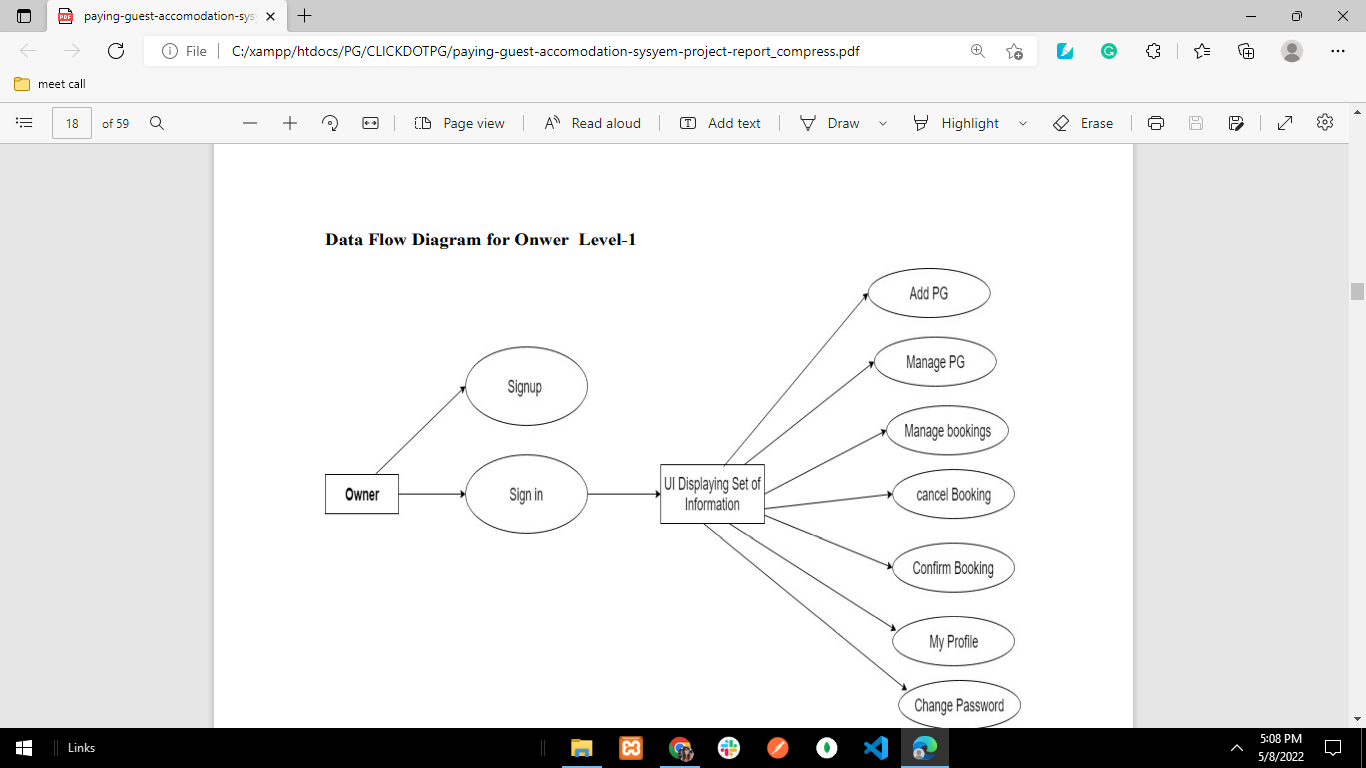 paying-guest-accomodation-sys
File
C:/xampp/htdocs/PG/CLICKDOTPG/paying-guest-accomodation-sysyem-project-report_compress.pdf
meet call
18 of 59
Page view
Read aloud
Add text
Draw
Highlight
Erase
Data Flow Diagram for Onwer Level-1
Add PG
Manage PG
Signup
Manage bookings
Owner
Sign in
UI Displaying Set of
Information
cancel Booking
Confirm Booking
My Profile
Change Password
Links
5:08 PM
5/8/2022